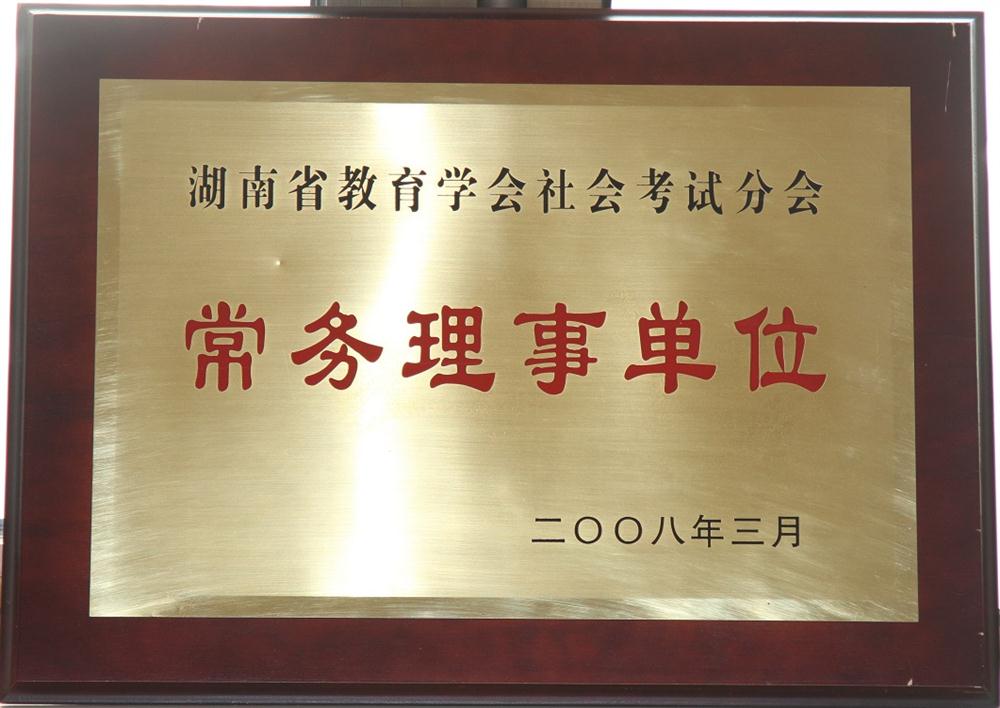 湖南省教育学会社会考试分会
常务理事单位
二〇〇八年三月